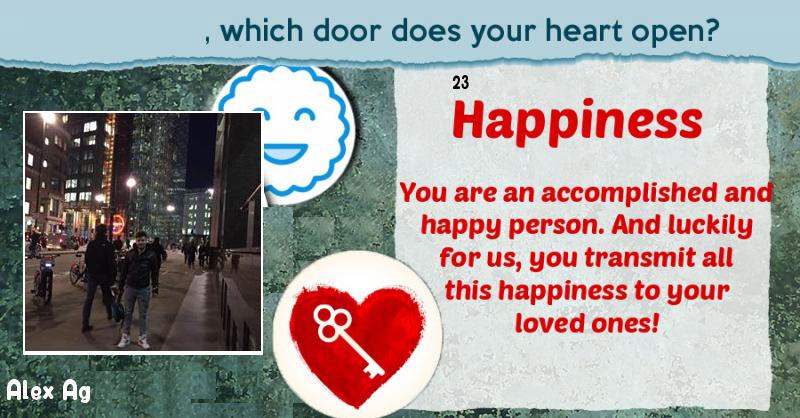 , which door does your heart open?
23
Happiness
You are an accomplished and
happy person. And luckily
for us, you transmit all
this happiness to your
loved ones!
Alex Ag